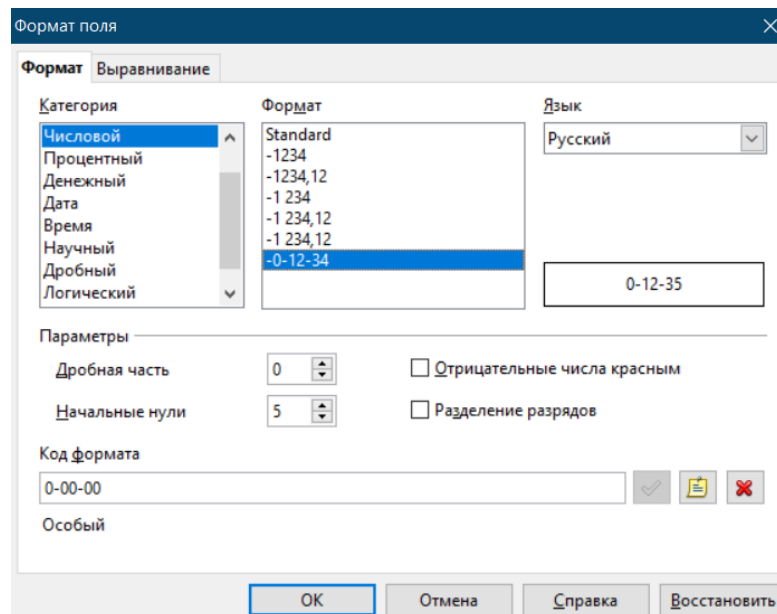 Формат поля
Формат Выравнивание
Категория
Числовой
Процентный
Денежный
Дата
Время
Научный
Дробный
Логический
Формат
Standard
-1234
-1234,12
-1 234
-1 234,12
-1 234,12
-0-12-34
Язык
Русский
0-12-35
Параметры
Дробная часть 0
Начальные нули 5
Отрицательные числа красным
Разделение разрядов
Код формата
0-00-00
Особый
ОК Отмена Справка Восстановить